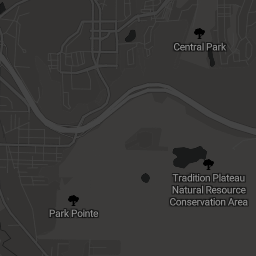 Central Park
Tradition Plateau
Natural Resource
Conservation Area
Park Pointe